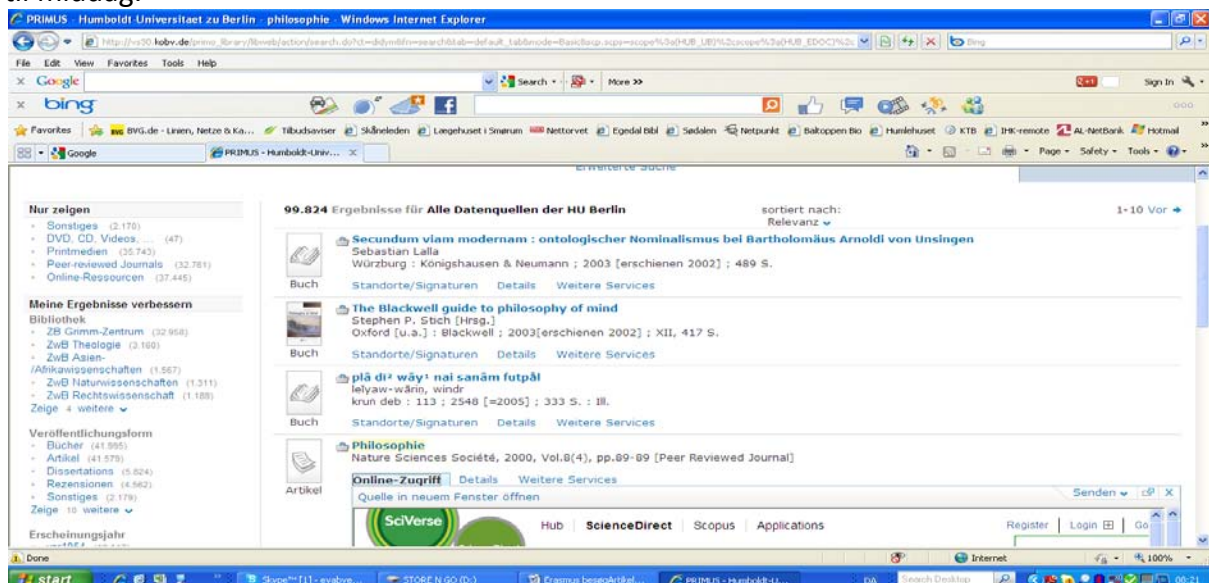 PRIMUS - Humboldt-Universitaet zu Berlin - philosophie - Windows Internet Explorer
File Edit View Favorites Tools Help
Google Search More >> Sign In
bing
Favorites BVG.de - Linien, Netze & Ka... Tilbudsaviser Skåneleden Lægehuset i Smørum Nettorvet Egedal Bibl Sødalen Netpunkt Baltoppen Bio Humlehuset KTB IHK-remote AL-NetBank Hotmail
Google PRIMUS - Humboldt-Univ... Page Safety Tools
Erweiterte Suche
Nur zeigen
Sonstiges (2.170)
DVD, CD, Videos, ... (47)
Printmedien (35.743)
Peer-reviewed Journals (32.781)
Online-Ressourcen (37.445)
Meine Ergebnisse verbessern
Bibliothek
ZB Grimm-Zentrum (32.958)
ZwB Theologie (3.160)
ZwB Asien-
/Afrikawissenschaften (1.567)
ZwB Naturwissenschaften (1.311)
ZwB Rechtswissenschaft (1.188)
Zeige 4 weitere
Veröffentlichungsform
Bücher (41.995)
Artikel (41.579)
Dissertations (5.824)
Rezensionen (4.562)
Sonstiges (2.179)
Zeige 10 weitere
Erscheinungsjahr
99.824 Ergebnisse für Alle Datenquellen der HU Berlin
sortiert nach:
Relevanz
1-10 Vor
Secundum viam modernam : ontologischer Nominalismus bei Bartholomäus Arnoldi von Unsingen
Sebastian Lalla
Würzburg : Königshausen & Neumann ; 2003 [erschienen 2002] ; 489 S.
Buch Standorte/Signaturen Details Weitere Services
The Blackwell guide to philosophy of mind
Stephen P. Stich [Hrsg.]
Oxford [u.a.] : Blackwell ; 2003[erschienen 2002] ; XII, 417 S.
Buch Standorte/Signaturen Details Weitere Services
plā di² wāy¹ nai sanām futpål
lelyaw-wārin, windr
krun deb : 113 ; 2548 [=2005] ; 333 S. : Ill.
Buch Standorte/Signaturen Details Weitere Services
Philosophie
Nature Sciences Société, 2000, Vol.8(4), pp.89-89 [Peer Reviewed Journal]
Artikel Online-Zugriff Details Weitere Services
Quelle in neuem Fenster öffnen Senden X
SciVerse Hub ScienceDirect Scopus Applications Register Login Go
Done Internet 100%
start STORE N GO (D:) Erasmus besøgArtikel... PRIMUS - Humboldt-U... DA Search Desktop 00:21